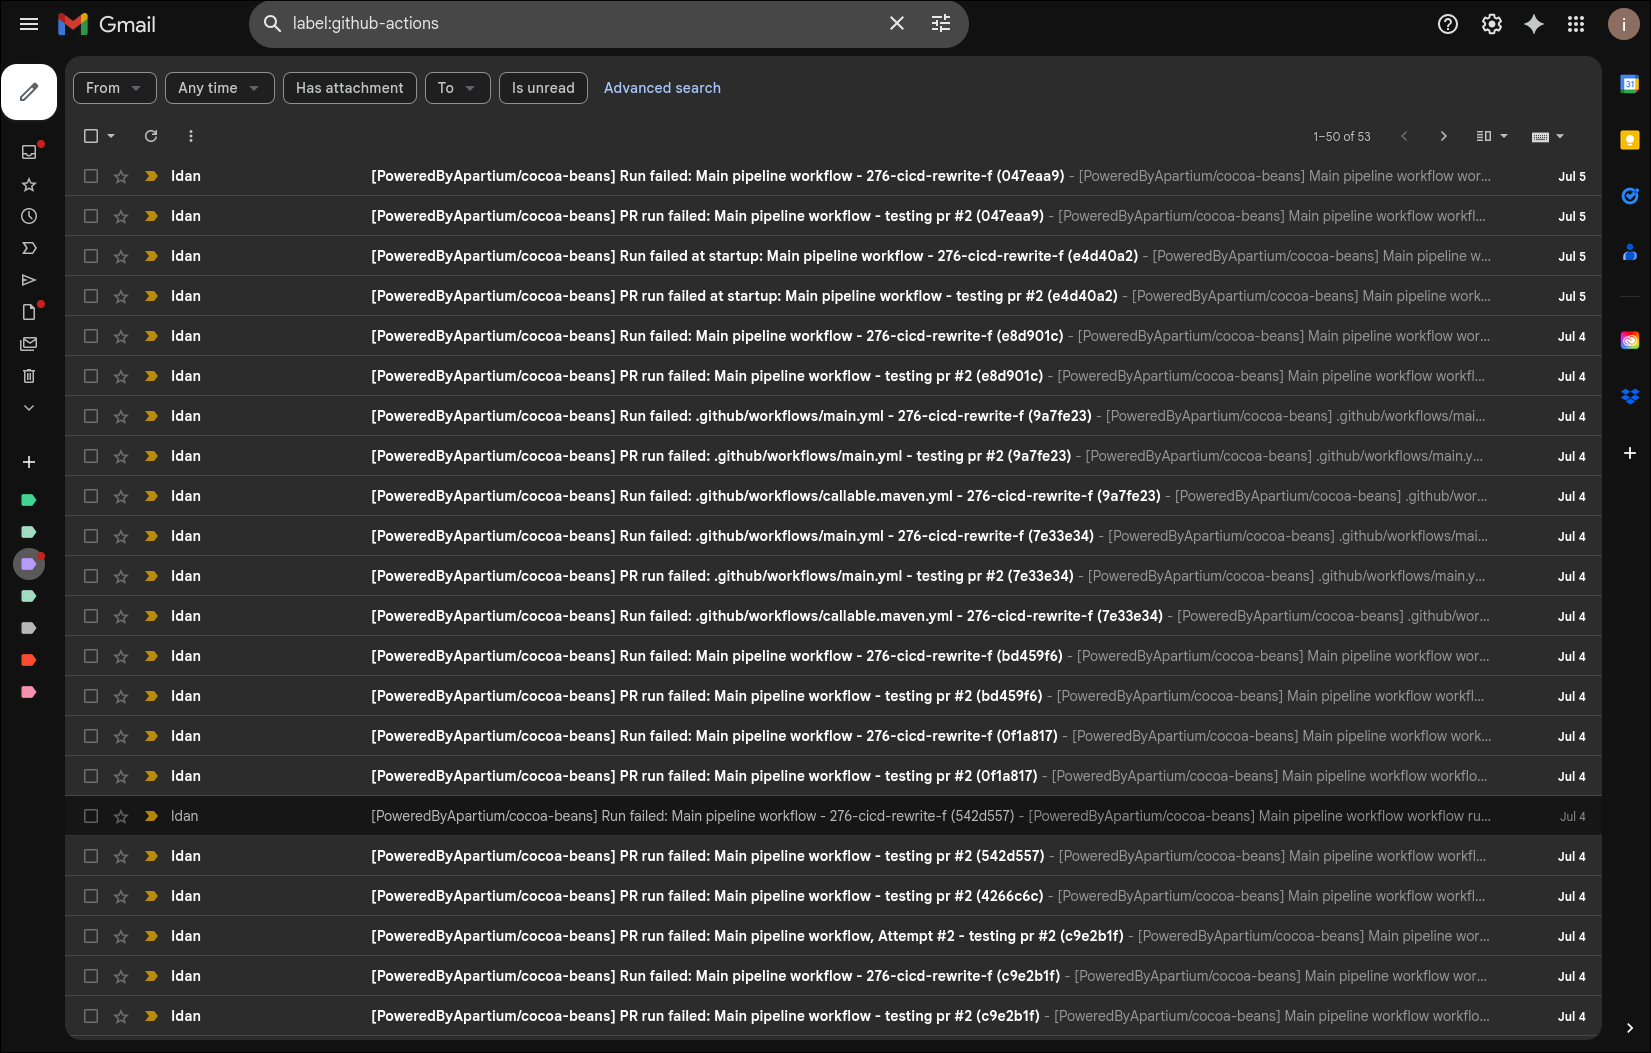 Gmail
label:github-actions
i
From
Any time
Has attachment
To
Is unread
Advanced search
1–50 of 53
31
Idan [PoweredByApartium/cocoa-beans] Run failed: Main pipeline workflow - 276-cicd-rewrite-f (047eaa9) - [PoweredByApartium/cocoa-beans] Main pipeline workflow wor... Jul 5
Idan [PoweredByApartium/cocoa-beans] PR run failed: Main pipeline workflow - testing pr #2 (047eaa9) - [PoweredByApartium/cocoa-beans] Main pipeline workflow workfl... Jul 5
Idan [PoweredByApartium/cocoa-beans] Run failed at startup: Main pipeline workflow - 276-cicd-rewrite-f (e4d40a2) - [PoweredByApartium/cocoa-beans] Main pipeline w... Jul 5
Idan [PoweredByApartium/cocoa-beans] PR run failed at startup: Main pipeline workflow - testing pr #2 (e4d40a2) - [PoweredByApartium/cocoa-beans] Main pipeline work... Jul 5
Idan [PoweredByApartium/cocoa-beans] Run failed: Main pipeline workflow - 276-cicd-rewrite-f (e8d901c) - [PoweredByApartium/cocoa-beans] Main pipeline workflow wor... Jul 4
Idan [PoweredByApartium/cocoa-beans] PR run failed: Main pipeline workflow - testing pr #2 (e8d901c) - [PoweredByApartium/cocoa-beans] Main pipeline workflow workfl... Jul 4
Idan [PoweredByApartium/cocoa-beans] Run failed: .github/workflows/main.yml - 276-cicd-rewrite-f (9a7fe23) - [PoweredByApartium/cocoa-beans] .github/workflows/mai... Jul 4
Idan [PoweredByApartium/cocoa-beans] PR run failed: .github/workflows/main.yml - testing pr #2 (9a7fe23) - [PoweredByApartium/cocoa-beans] .github/workflows/main.y... Jul 4
Idan [PoweredByApartium/cocoa-beans] Run failed: .github/workflows/callable.maven.yml - 276-cicd-rewrite-f (9a7fe23) - [PoweredByApartium/cocoa-beans] .github/wor... Jul 4
Idan [PoweredByApartium/cocoa-beans] Run failed: .github/workflows/main.yml - 276-cicd-rewrite-f (7e33e34) - [PoweredByApartium/cocoa-beans] .github/workflows/mai... Jul 4
Idan [PoweredByApartium/cocoa-beans] PR run failed: .github/workflows/main.yml - testing pr #2 (7e33e34) - [PoweredByApartium/cocoa-beans] .github/workflows/main.y... Jul 4
Idan [PoweredByApartium/cocoa-beans] Run failed: .github/workflows/callable.maven.yml - 276-cicd-rewrite-f (7e33e34) - [PoweredByApartium/cocoa-beans] .github/wor... Jul 4
Idan [PoweredByApartium/cocoa-beans] Run failed: Main pipeline workflow - 276-cicd-rewrite-f (bd459f6) - [PoweredByApartium/cocoa-beans] Main pipeline workflow wor... Jul 4
Idan [PoweredByApartium/cocoa-beans] PR run failed: Main pipeline workflow - testing pr #2 (bd459f6) - [PoweredByApartium/cocoa-beans] Main pipeline workflow workfl... Jul 4
Idan [PoweredByApartium/cocoa-beans] Run failed: Main pipeline workflow - 276-cicd-rewrite-f (0f1a817) - [PoweredByApartium/cocoa-beans] Main pipeline workflow work... Jul 4
Idan [PoweredByApartium/cocoa-beans] PR run failed: Main pipeline workflow - testing pr #2 (0f1a817) - [PoweredByApartium/cocoa-beans] Main pipeline workflow workflo... Jul 4
Idan [PoweredByApartium/cocoa-beans] Run failed: Main pipeline workflow - 276-cicd-rewrite-f (542d557) - [PoweredByApartium/cocoa-beans] Main pipeline workflow workflow ru... Jul 4
Idan [PoweredByApartium/cocoa-beans] PR run failed: Main pipeline workflow - testing pr #2 (542d557) - [PoweredByApartium/cocoa-beans] Main pipeline workflow workfl... Jul 4
Idan [PoweredByApartium/cocoa-beans] PR run failed: Main pipeline workflow - testing pr #2 (4266c6c) - [PoweredByApartium/cocoa-beans] Main pipeline workflow workfl... Jul 4
Idan [PoweredByApartium/cocoa-beans] PR run failed: Main pipeline workflow, Attempt #2 - testing pr #2 (c9e2b1f) - [PoweredByApartium/cocoa-beans] Main pipeline wor... Jul 4
Idan [PoweredByApartium/cocoa-beans] Run failed: Main pipeline workflow - 276-cicd-rewrite-f (c9e2b1f) - [PoweredByApartium/cocoa-beans] Main pipeline workflow wor... Jul 4
Idan [PoweredByApartium/cocoa-beans] PR run failed: Main pipeline workflow - testing pr #2 (c9e2b1f) - [PoweredByApartium/cocoa-beans] Main pipeline workflow workflo... Jul 4